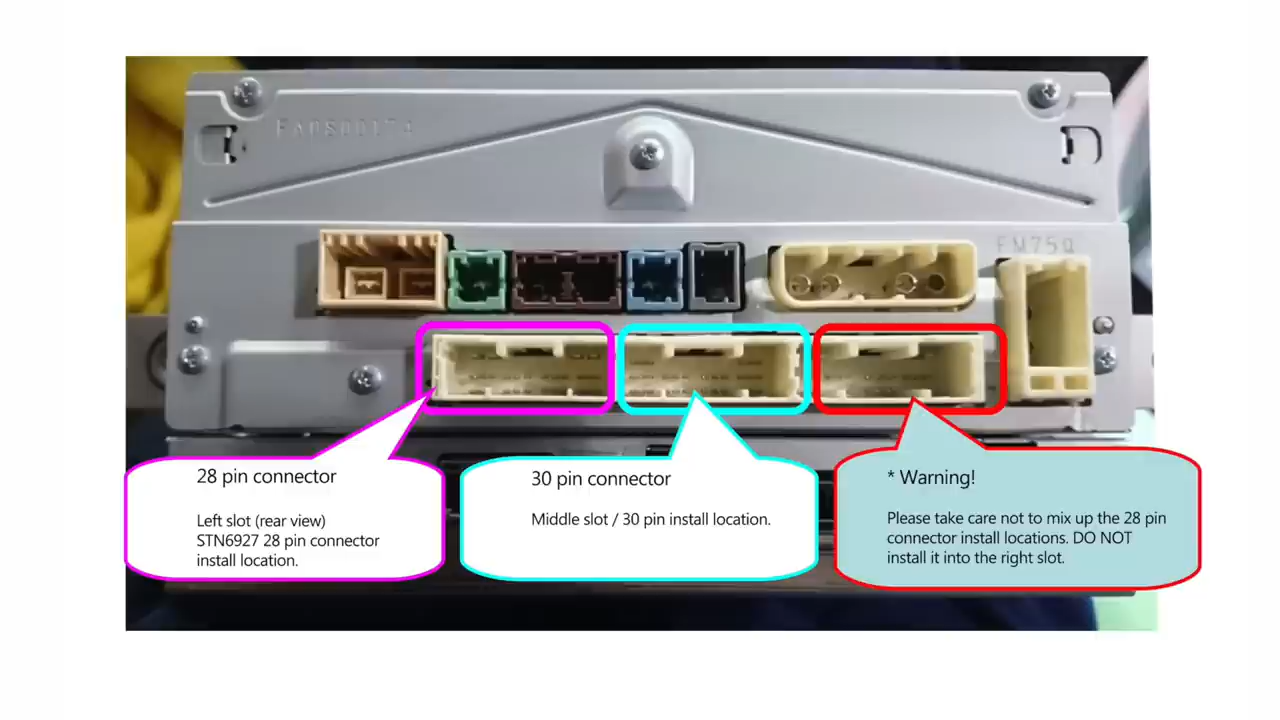 FA0S00174
FM750
28 pin connector
Left slot (rear view)
STN6927 28 pin connector
install location.
30 pin connector
Middle slot / 30 pin install location.
* Warning!
Please take care not to mix up the 28 pin
connector install locations. DO NOT
install it into the right slot.